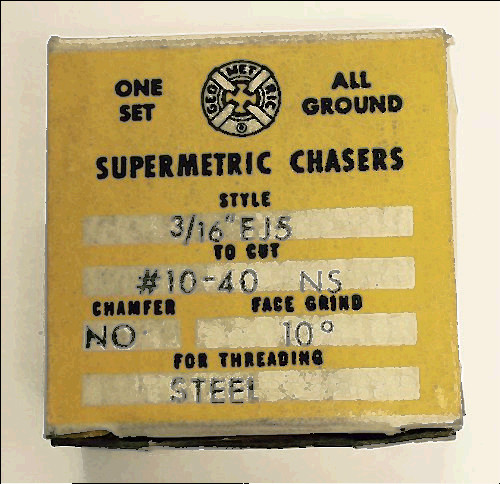 ONE SET
GEOMETRIC
ALL GROUND
SUPERMETRIC CHASERS
STYLE
3/16" EJ5
TO CUT
#10-40 NS
CHAMFER FACE GRIND
NO 10°
FOR THREADING
STEEL